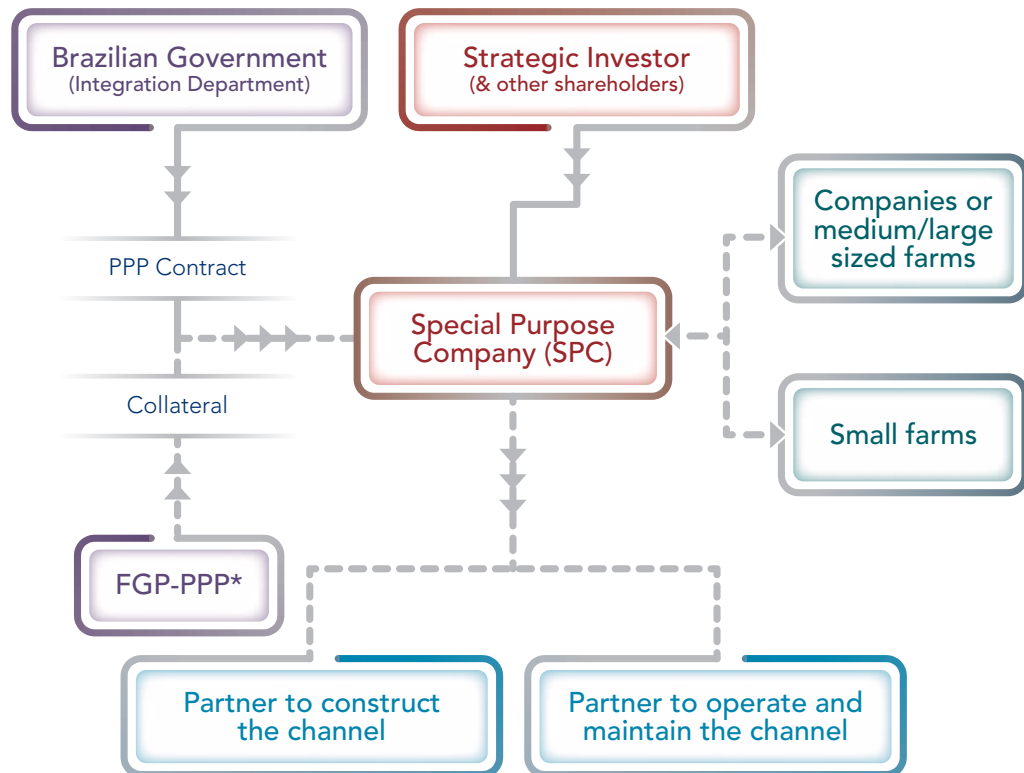 Brazilian Government
(Integration Department)
Strategic Investor
(& other shareholders)
Companies or
medium/large
sized farms
PPP Contract
Special Purpose
Company (SPC)
Collateral
Small farms
FGP-PPP*
Partner to construct
the channel
Partner to operate and
maintain the channel